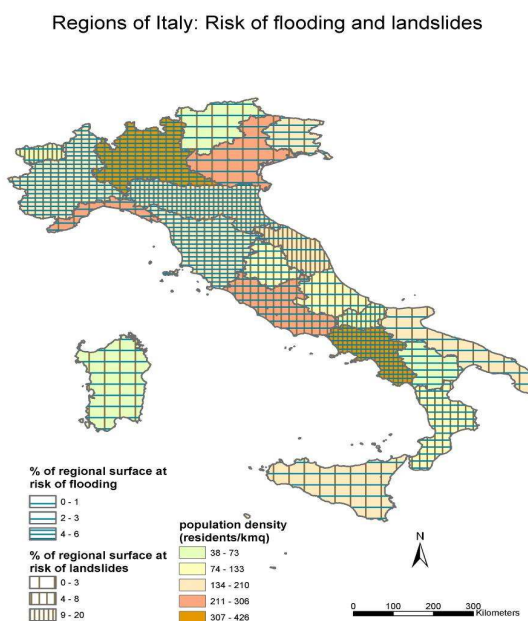 Regions of Italy: Risk of flooding and landslides
% of regional surface at
risk of flooding
0 - 1
2 - 3
4 - 6
% of regional surface at
risk of landslides
0 - 3
4 - 8
9 - 20
population density
(residents/kmq)
38 - 73
74 - 133
134 - 210
211 - 306
307 - 426
N
0 100 200 300
Kilometers